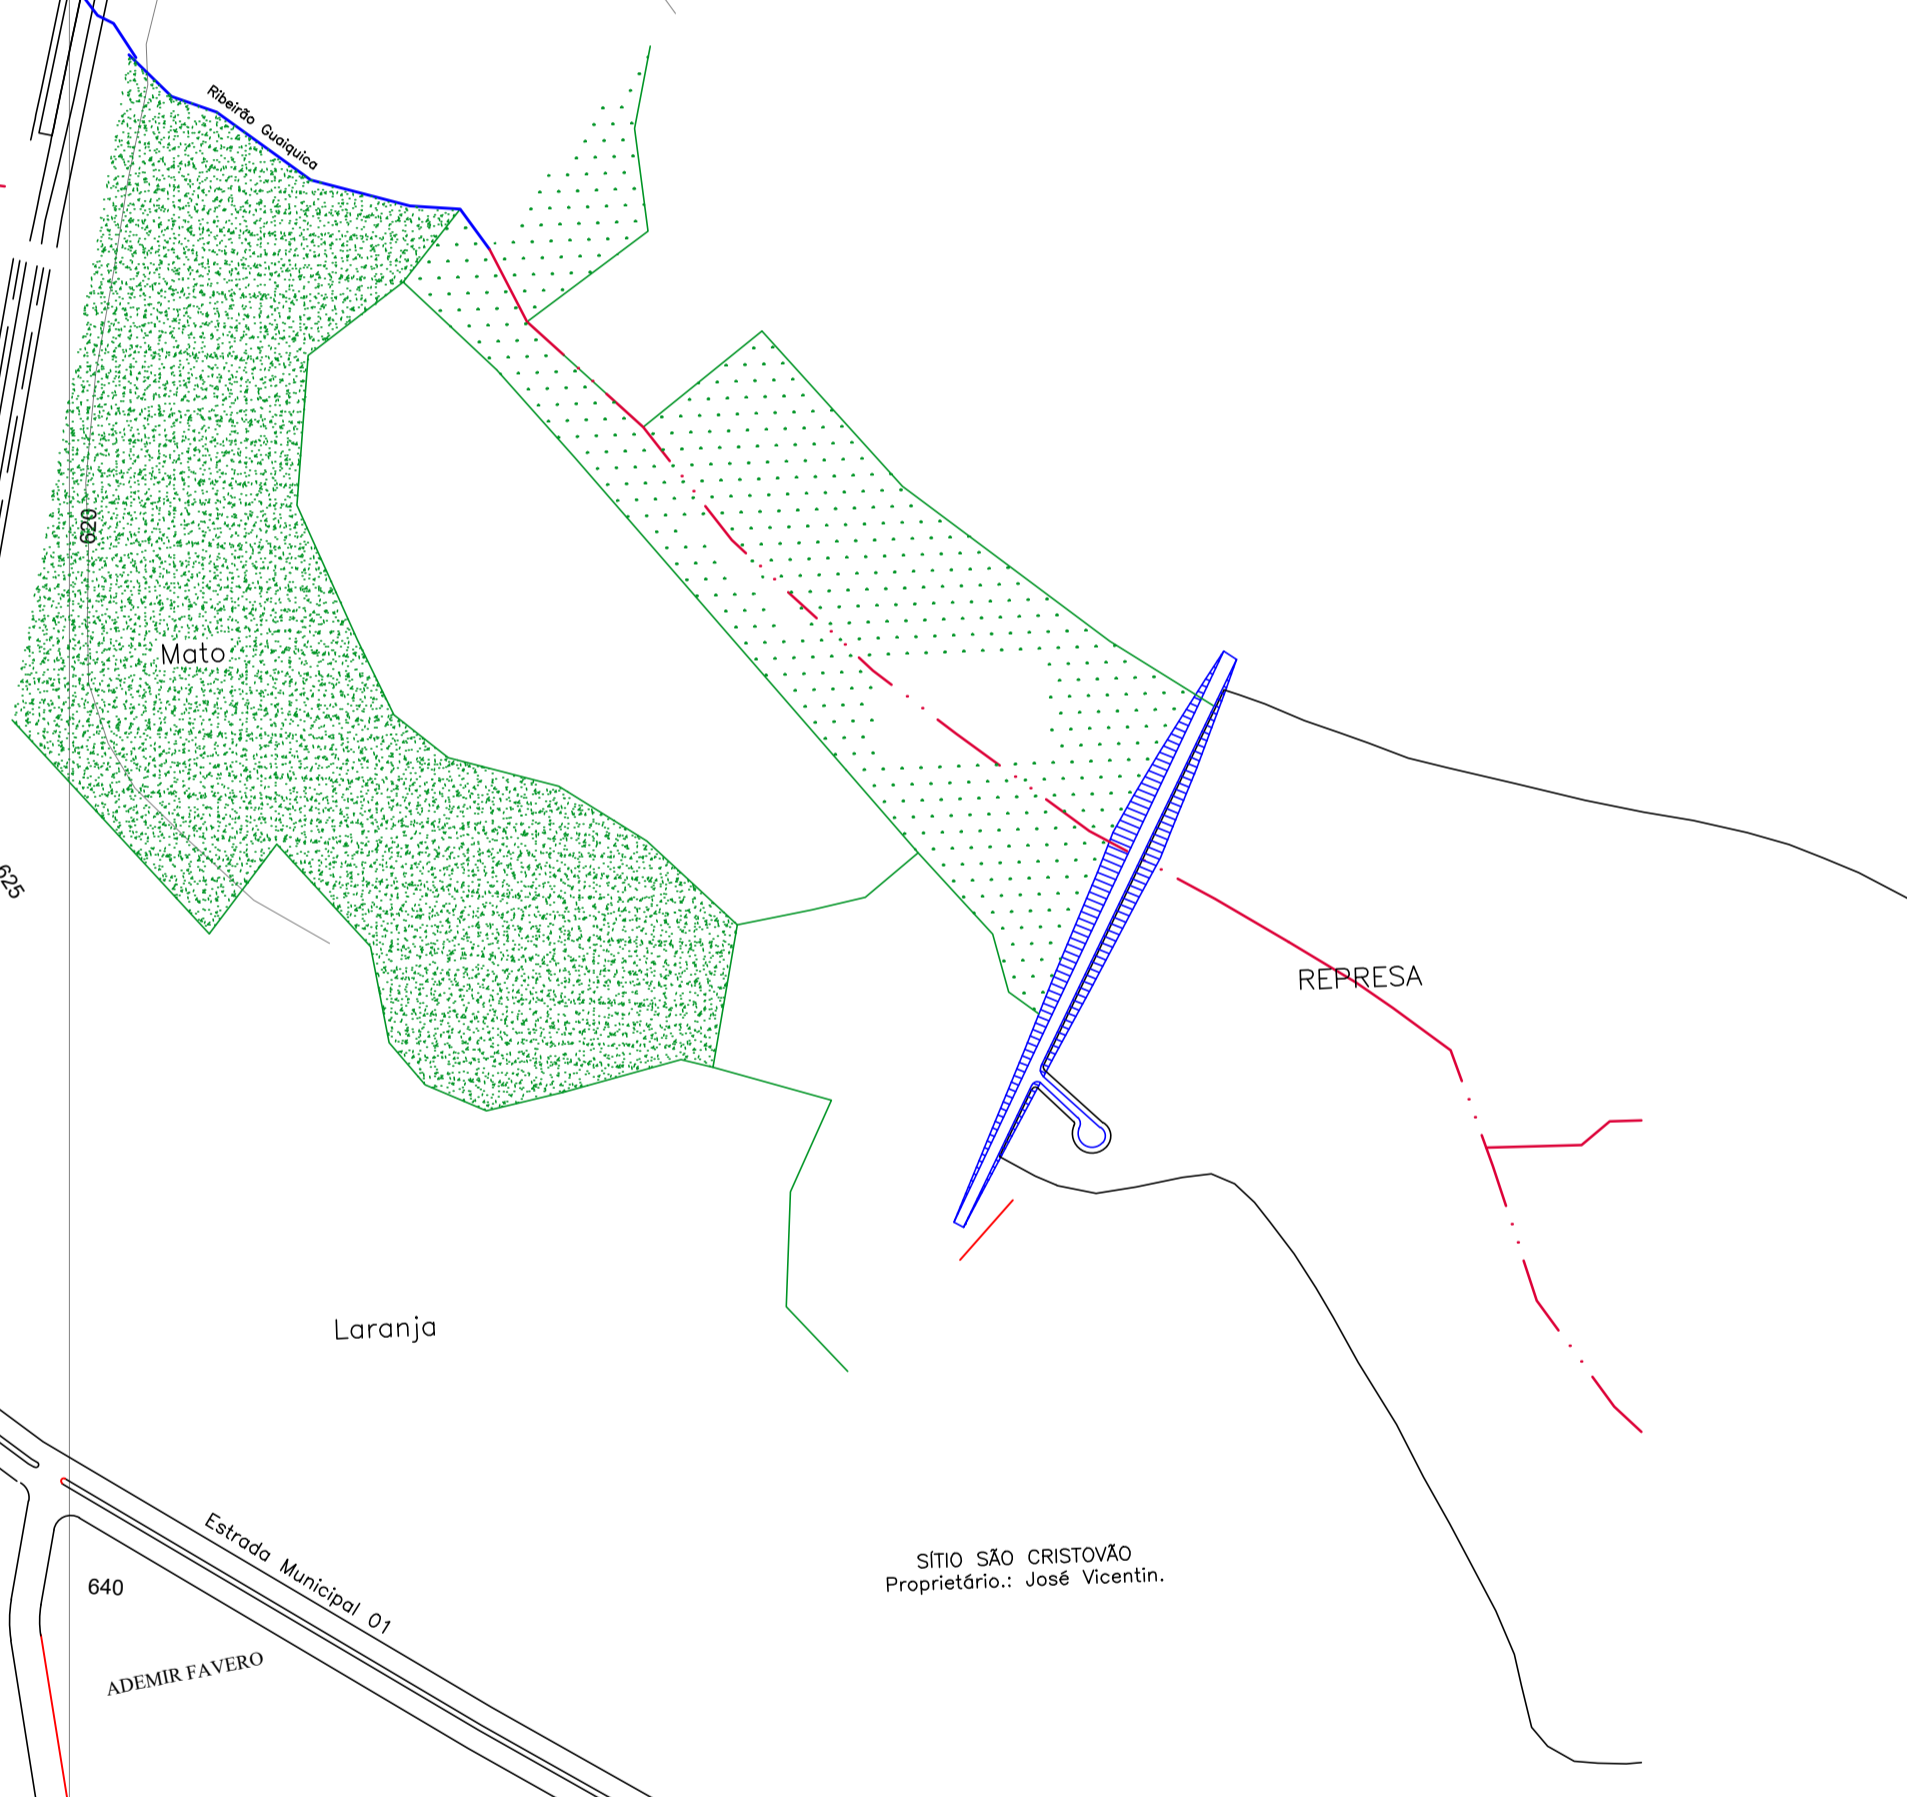 Ribeirão Guaiquica
620
Mato
625
REPRESA
Laranja
Estrada Municipal 01
SÍTIO SÃO CRISTOVÃO
Proprietário.: José Vicentin.
640
ADEMIR FAVERO